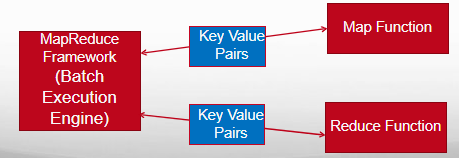 MapReduce
Framework
(Batch
Execution
Engine)
Key Value
Pairs
Map Function
Key Value
Pairs
Reduce Function